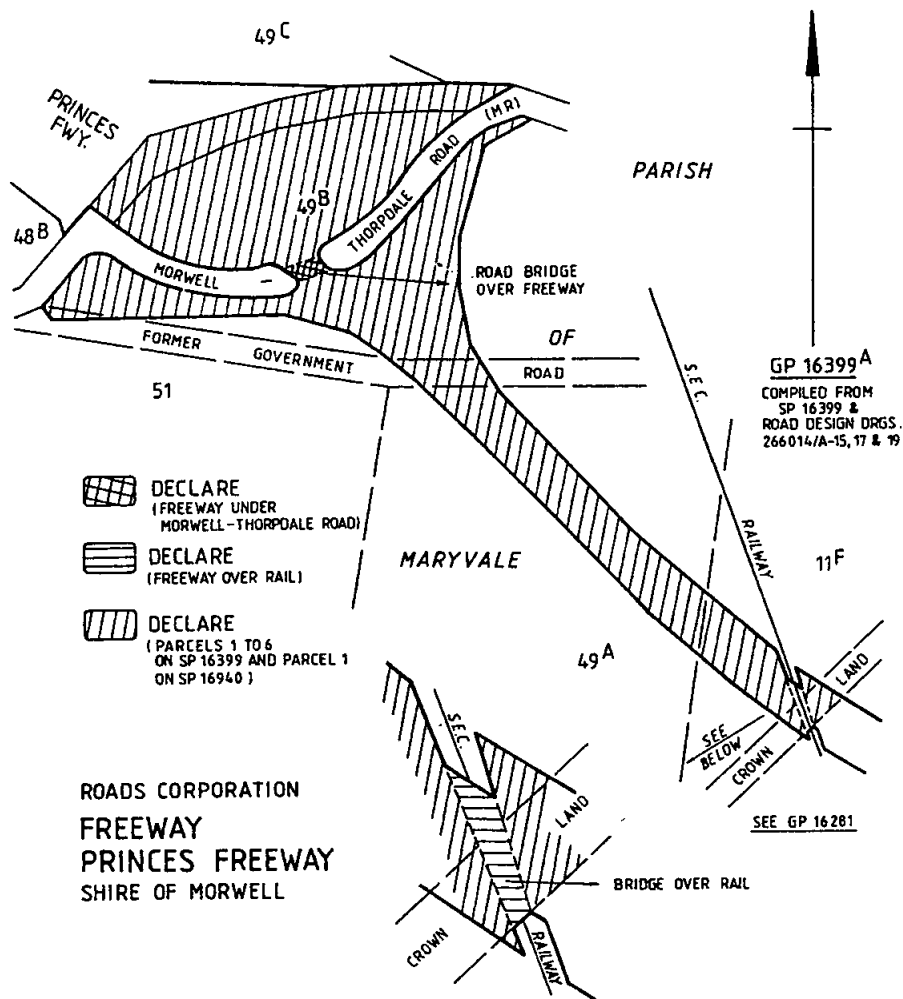 49C
PRINCES
FWY.
48B
49B
MORWELL
THORPDALE
ROAD
(MR)
PARISH
ROAD BRIDGE
OVER FREEWAY
OF
FORMER
GOVERNMENT
ROAD
51
S.E.C.
RAILWAY
GP 16399A
COMPILED FROM
SP 16399 &
ROAD DESIGN DRGS.
266014/A-15, 17 & 19
DECLARE
(FREEWAY UNDER
MORWELL-THORPDALE ROAD)
DECLARE
(FREEWAY OVER RAIL)
DECLARE
(PARCELS 1 TO 6
ON SP 16399 AND PARCEL 1
ON SP 16940)
MARYVALE
11F
49A
LAND
SEE
BELOW
CROWN
SEE GP 16281
S.E.C.
LAND
BRIDGE OVER RAIL
CROWN
RAILWAY
ROADS CORPORATION
FREEWAY
PRINCES FREEWAY
SHIRE OF MORWELL